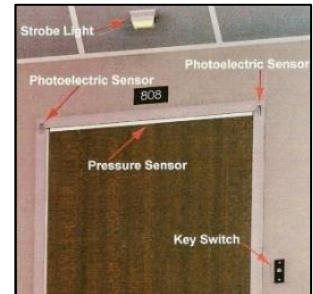 Strobe Light
Photoelectric Sensor
Photoelectric Sensor
808
Pressure Sensor
Key Switch